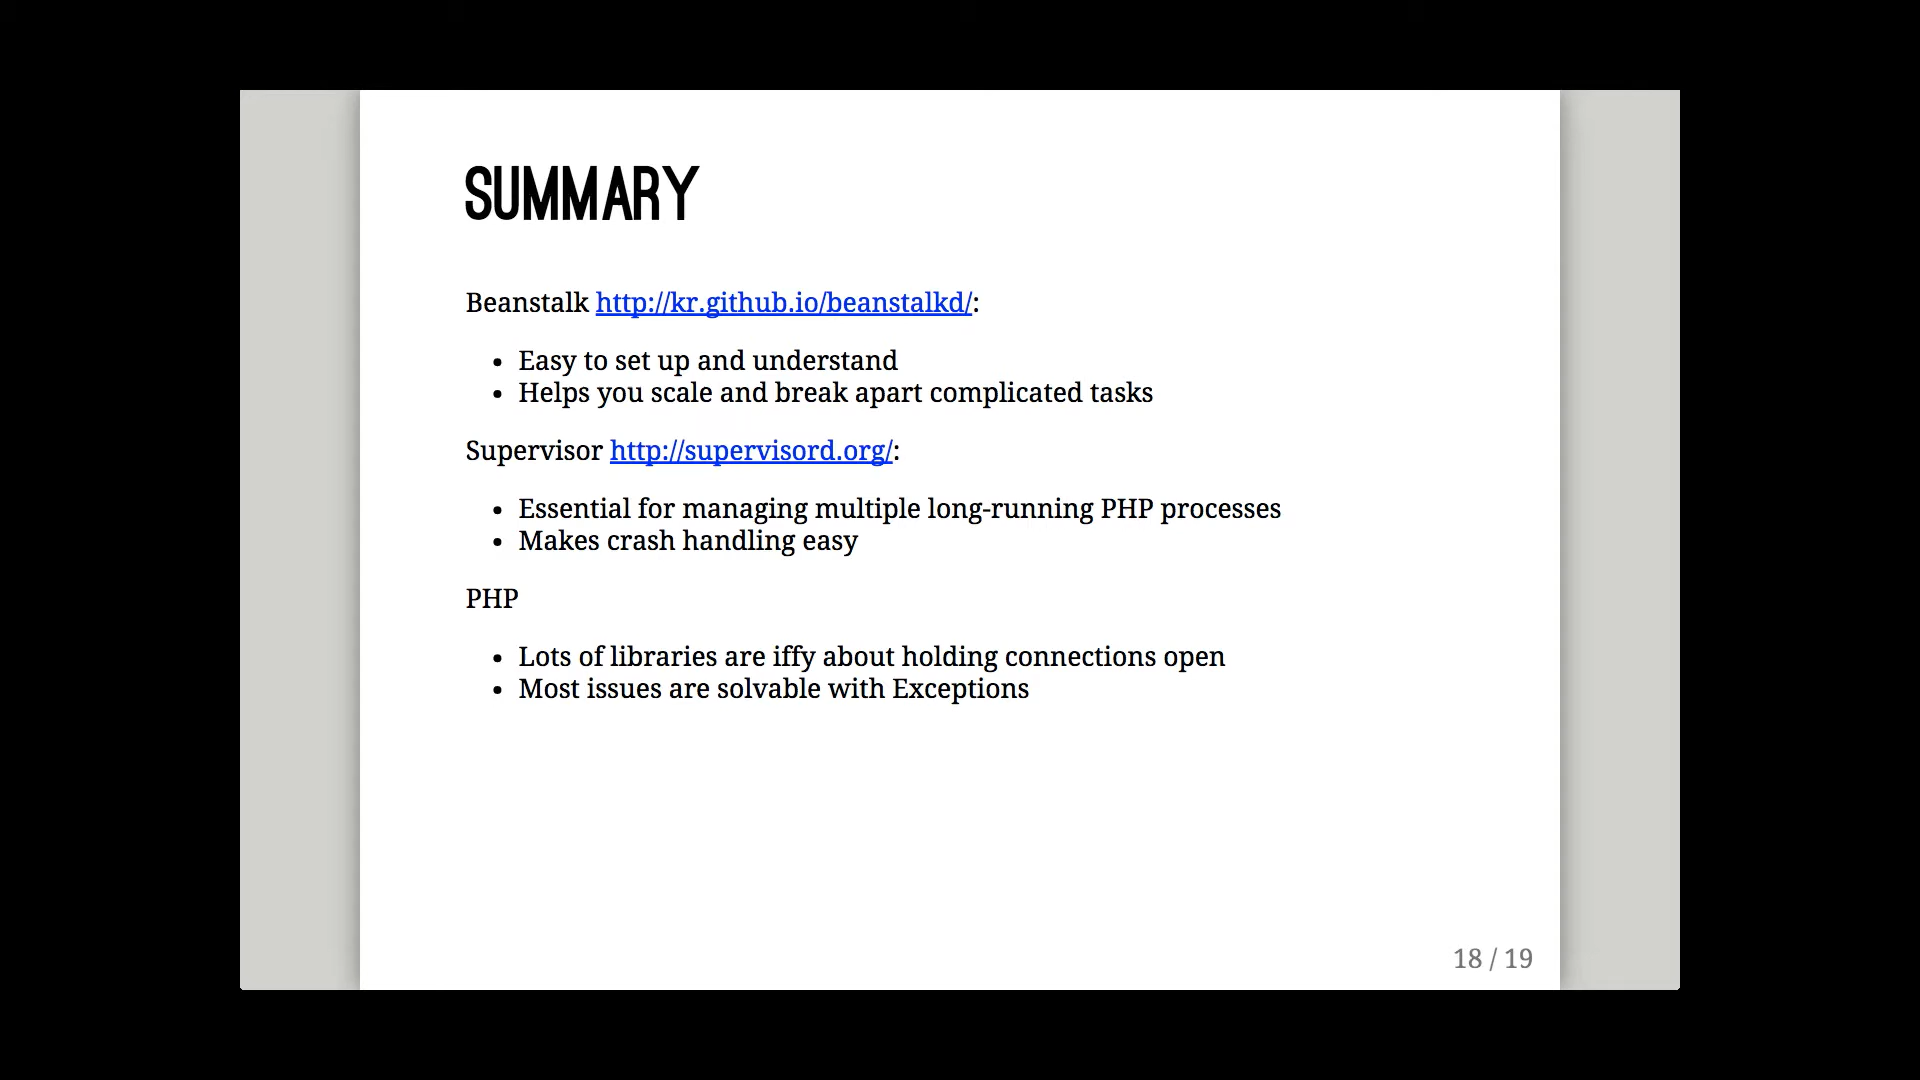 SUMMARY
Beanstalk http://kr.github.io/beanstalkd/:
• Easy to set up and understand
• Helps you scale and break apart complicated tasks
Supervisor http://supervisord.org/:
• Essential for managing multiple long-running PHP processes
• Makes crash handling easy
PHP
• Lots of libraries are iffy about holding connections open
• Most issues are solvable with Exceptions
18 / 19